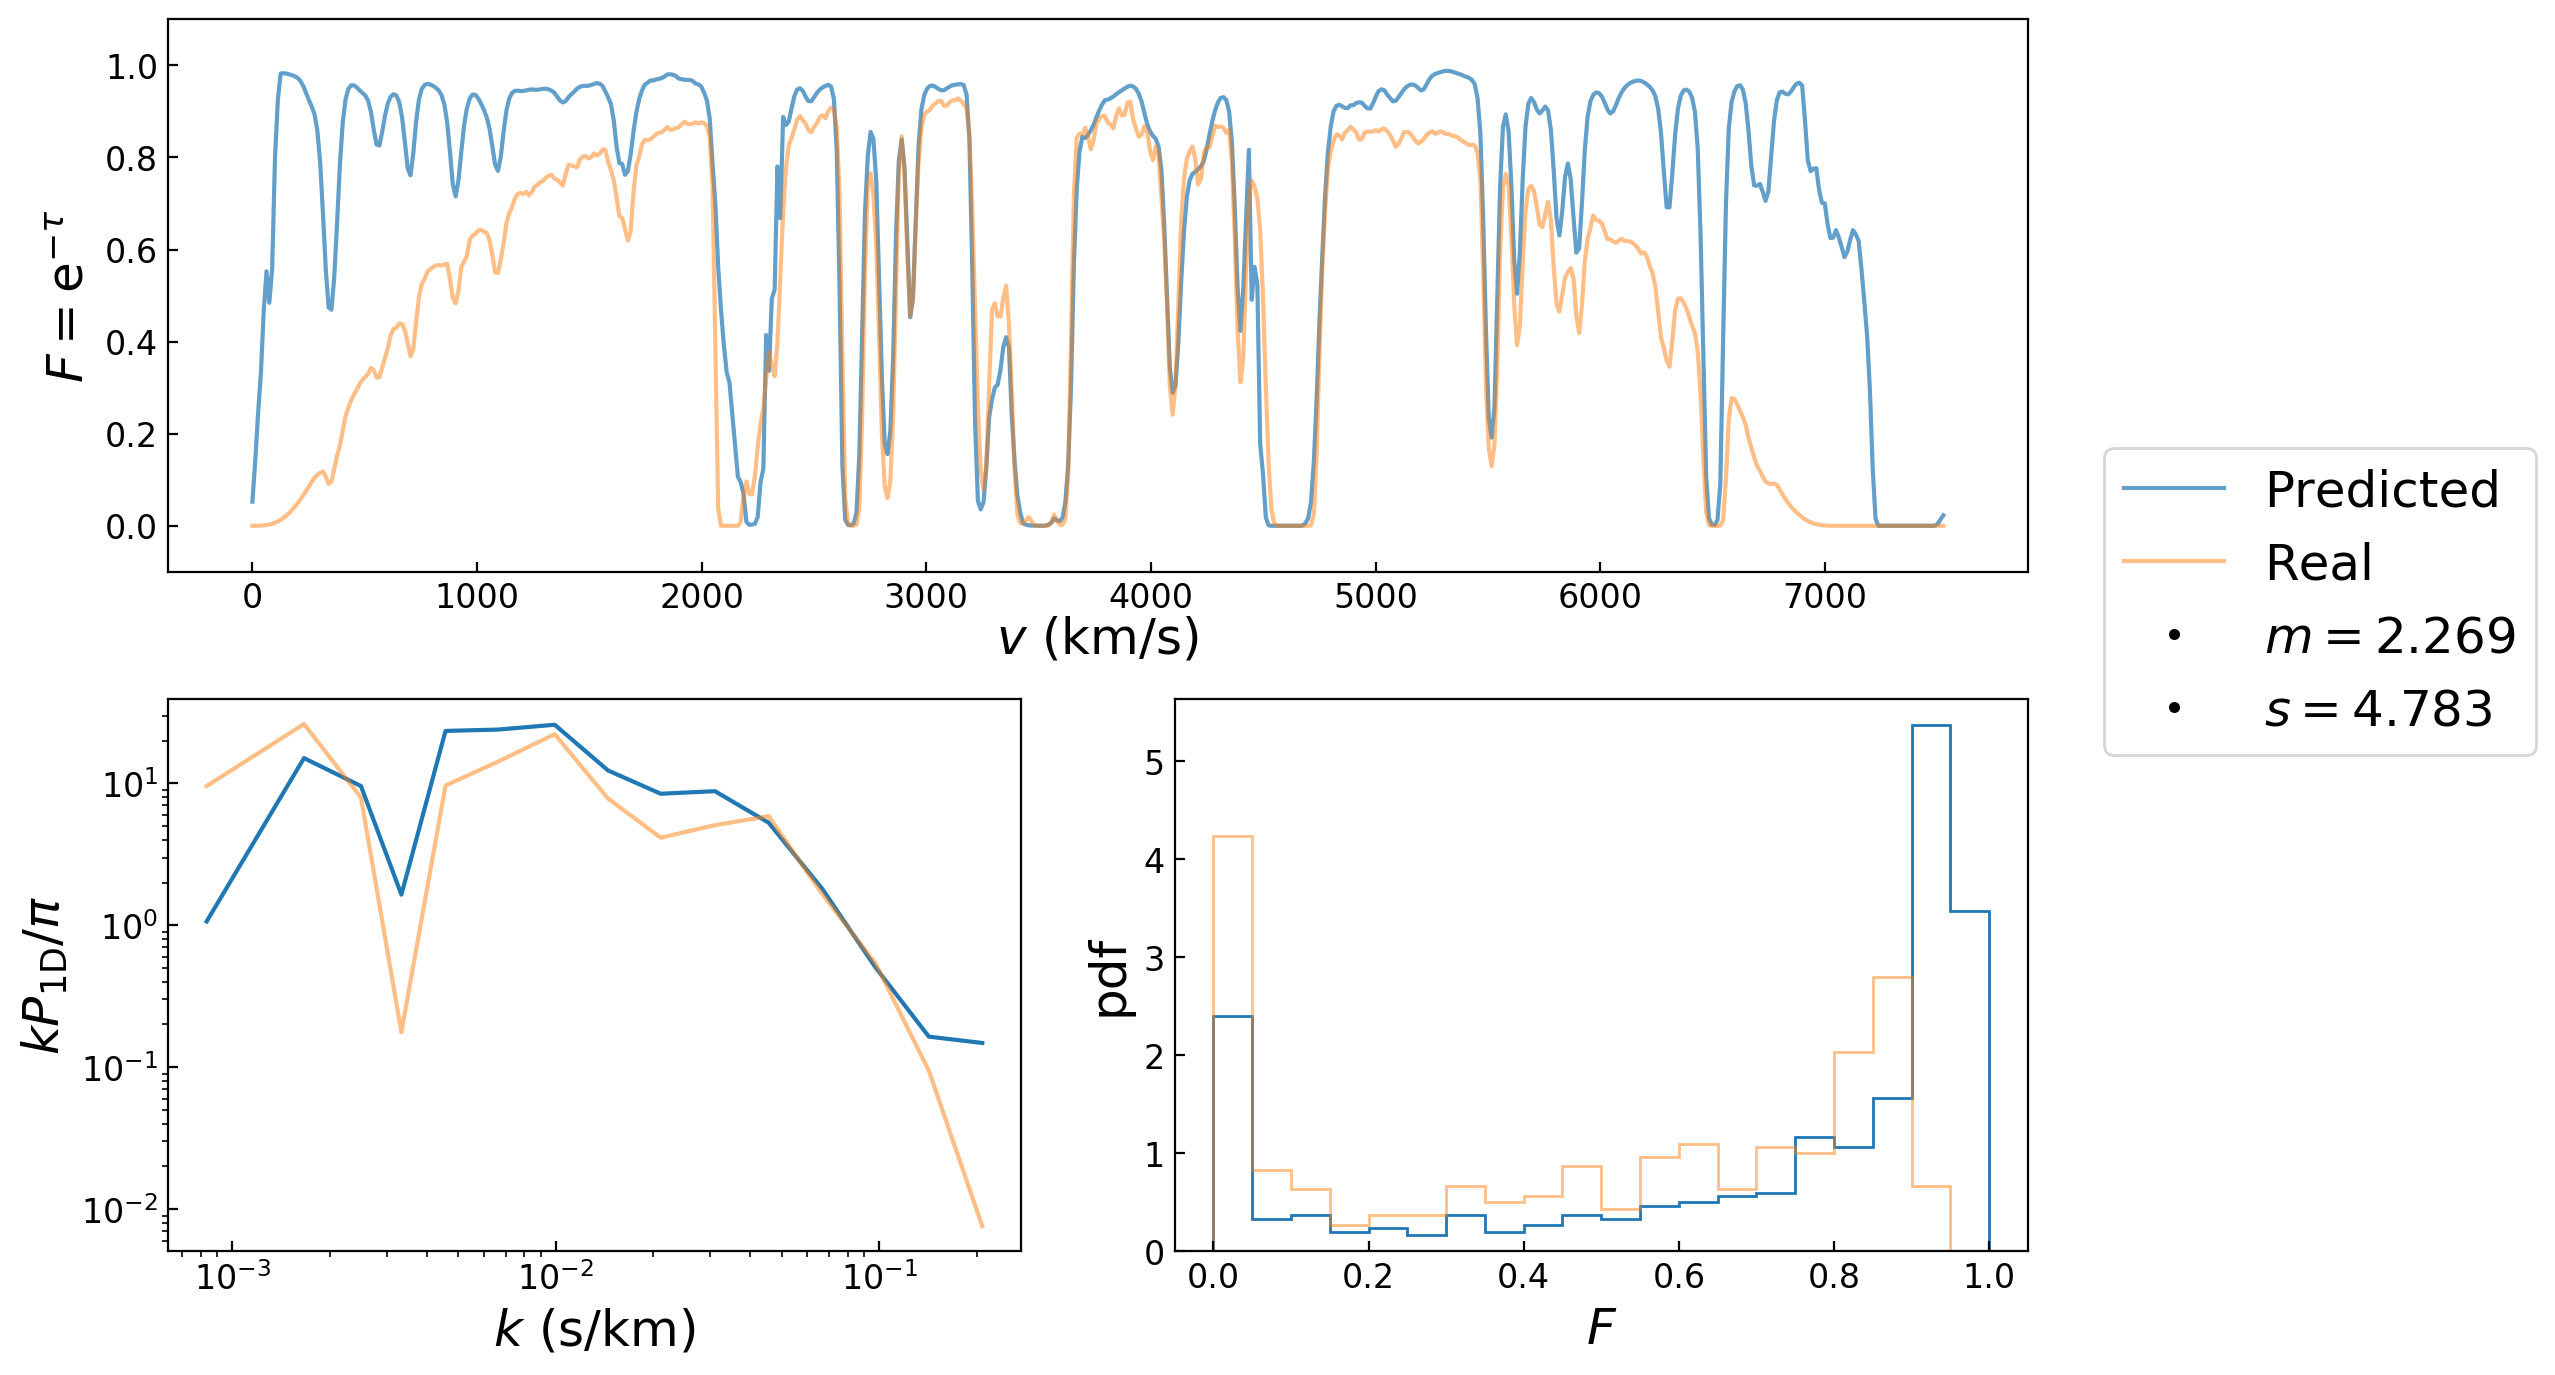 F = e^{−τ}
1.0
0.8
0.6
0.4
0.2
0.0
0 1000 2000 3000 4000 5000 6000 7000
v (km/s)
Predicted
Real
m = 2.269
s = 4.783
kP_{1D}/π
10^1
10^0
10^{−1}
10^{−2}
10^{−3} 10^{−2} 10^{−1}
k (s/km)
pdf
5
4
3
2
1
0
0.0 0.2 0.4 0.6 0.8 1.0
F